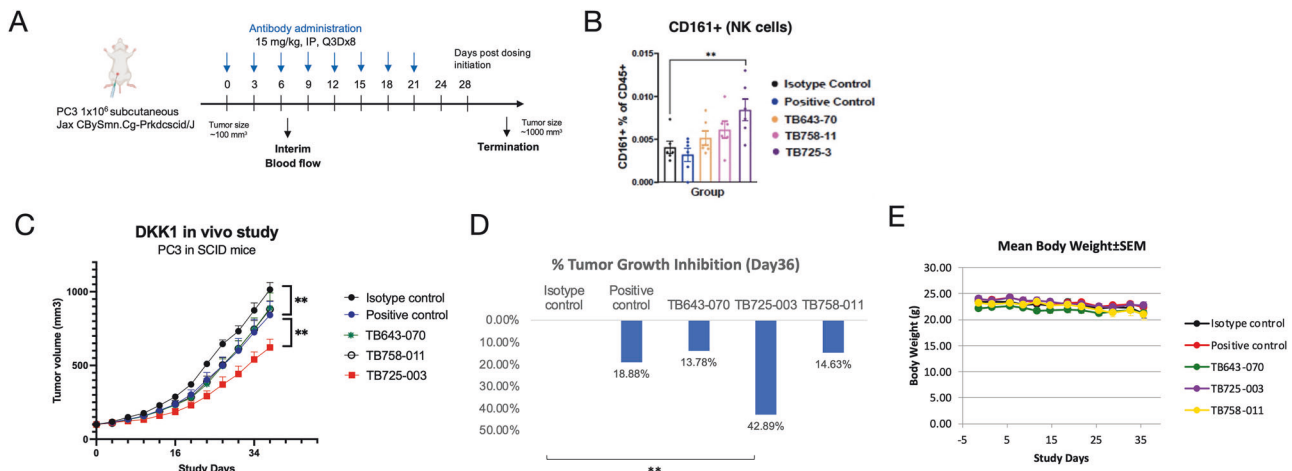 A
Antibody administration
15 mg/kg, IP, Q3Dx8
Days post dosing
initiation
0 3 6 9 12 15 18 21 24 28
PC3 1x10⁶ subcutaneous
Jax CBySmn.Cg-Prkdcscid/J
Tumor size
~100 mm³
Interim
Blood flow
Tumor size
~1000 mm³
Termination
B
CD161+ (NK cells)
CD161+ % of CD45+
0.015
0.010
0.005
0.000
**
Group
Isotype Control
Positive Control
TB643-70
TB758-11
TB725-3
C
DKK1 in vivo study
PC3 in SCID mice
Tumor volume (mm3)
1000
500
0
0 16 34
Study Days
**
**
Isotype control
Positive control
TB643-070
TB758-011
TB725-003
D
% Tumor Growth Inhibition (Day36)
Isotype control
Positive control
TB643-070
TB725-003
TB758-011
0.00%
10.00%
20.00%
30.00%
40.00%
50.00%
18.88%
13.78%
42.89%
14.63%
**
E
Mean Body Weight±SEM
Body Weight (g)
30.00
25.00
20.00
15.00
10.00
5.00
0.00
-5 5 15 25 35
Study Days
Isotype control
Positive control
TB643-070
TB725-003
TB758-011